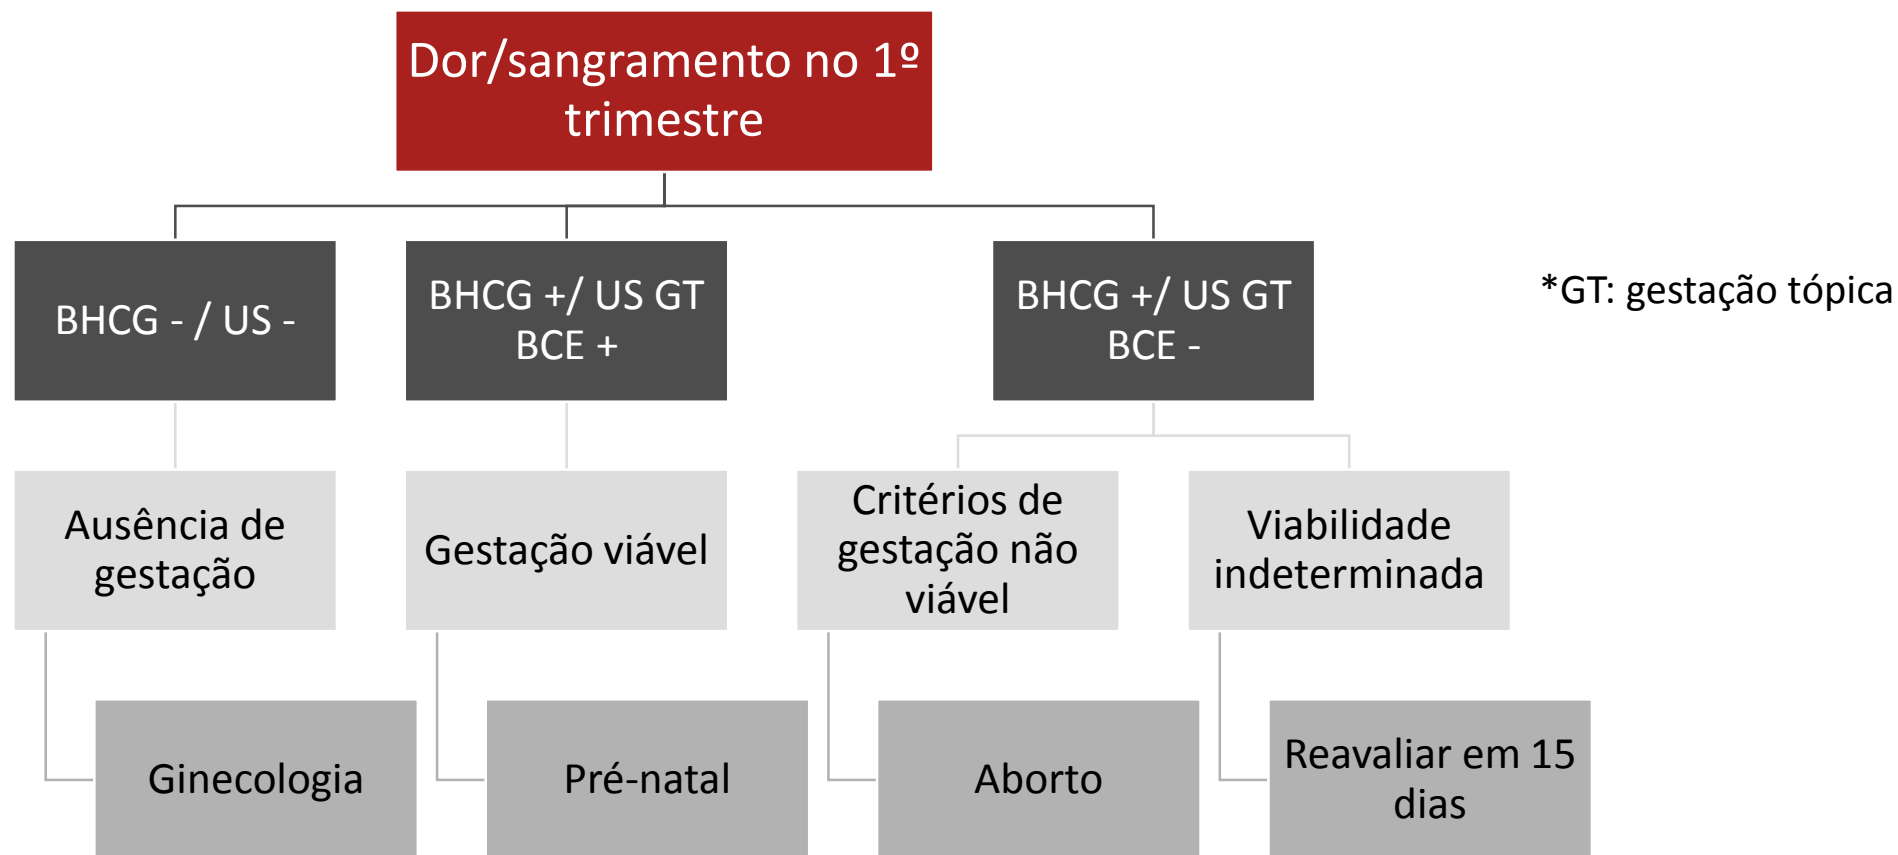 Dor/sangramento no 1º
trimestre
BHCG - / US -
BHCG +/ US GT
BCE +
BHCG +/ US GT
BCE -
*GT: gestação tópica
Ausência de
gestação
Gestação viável
Critérios de
gestação não
viável
Viabilidade
indeterminada
Ginecologia
Pré-natal
Aborto
Reavaliar em 15
dias